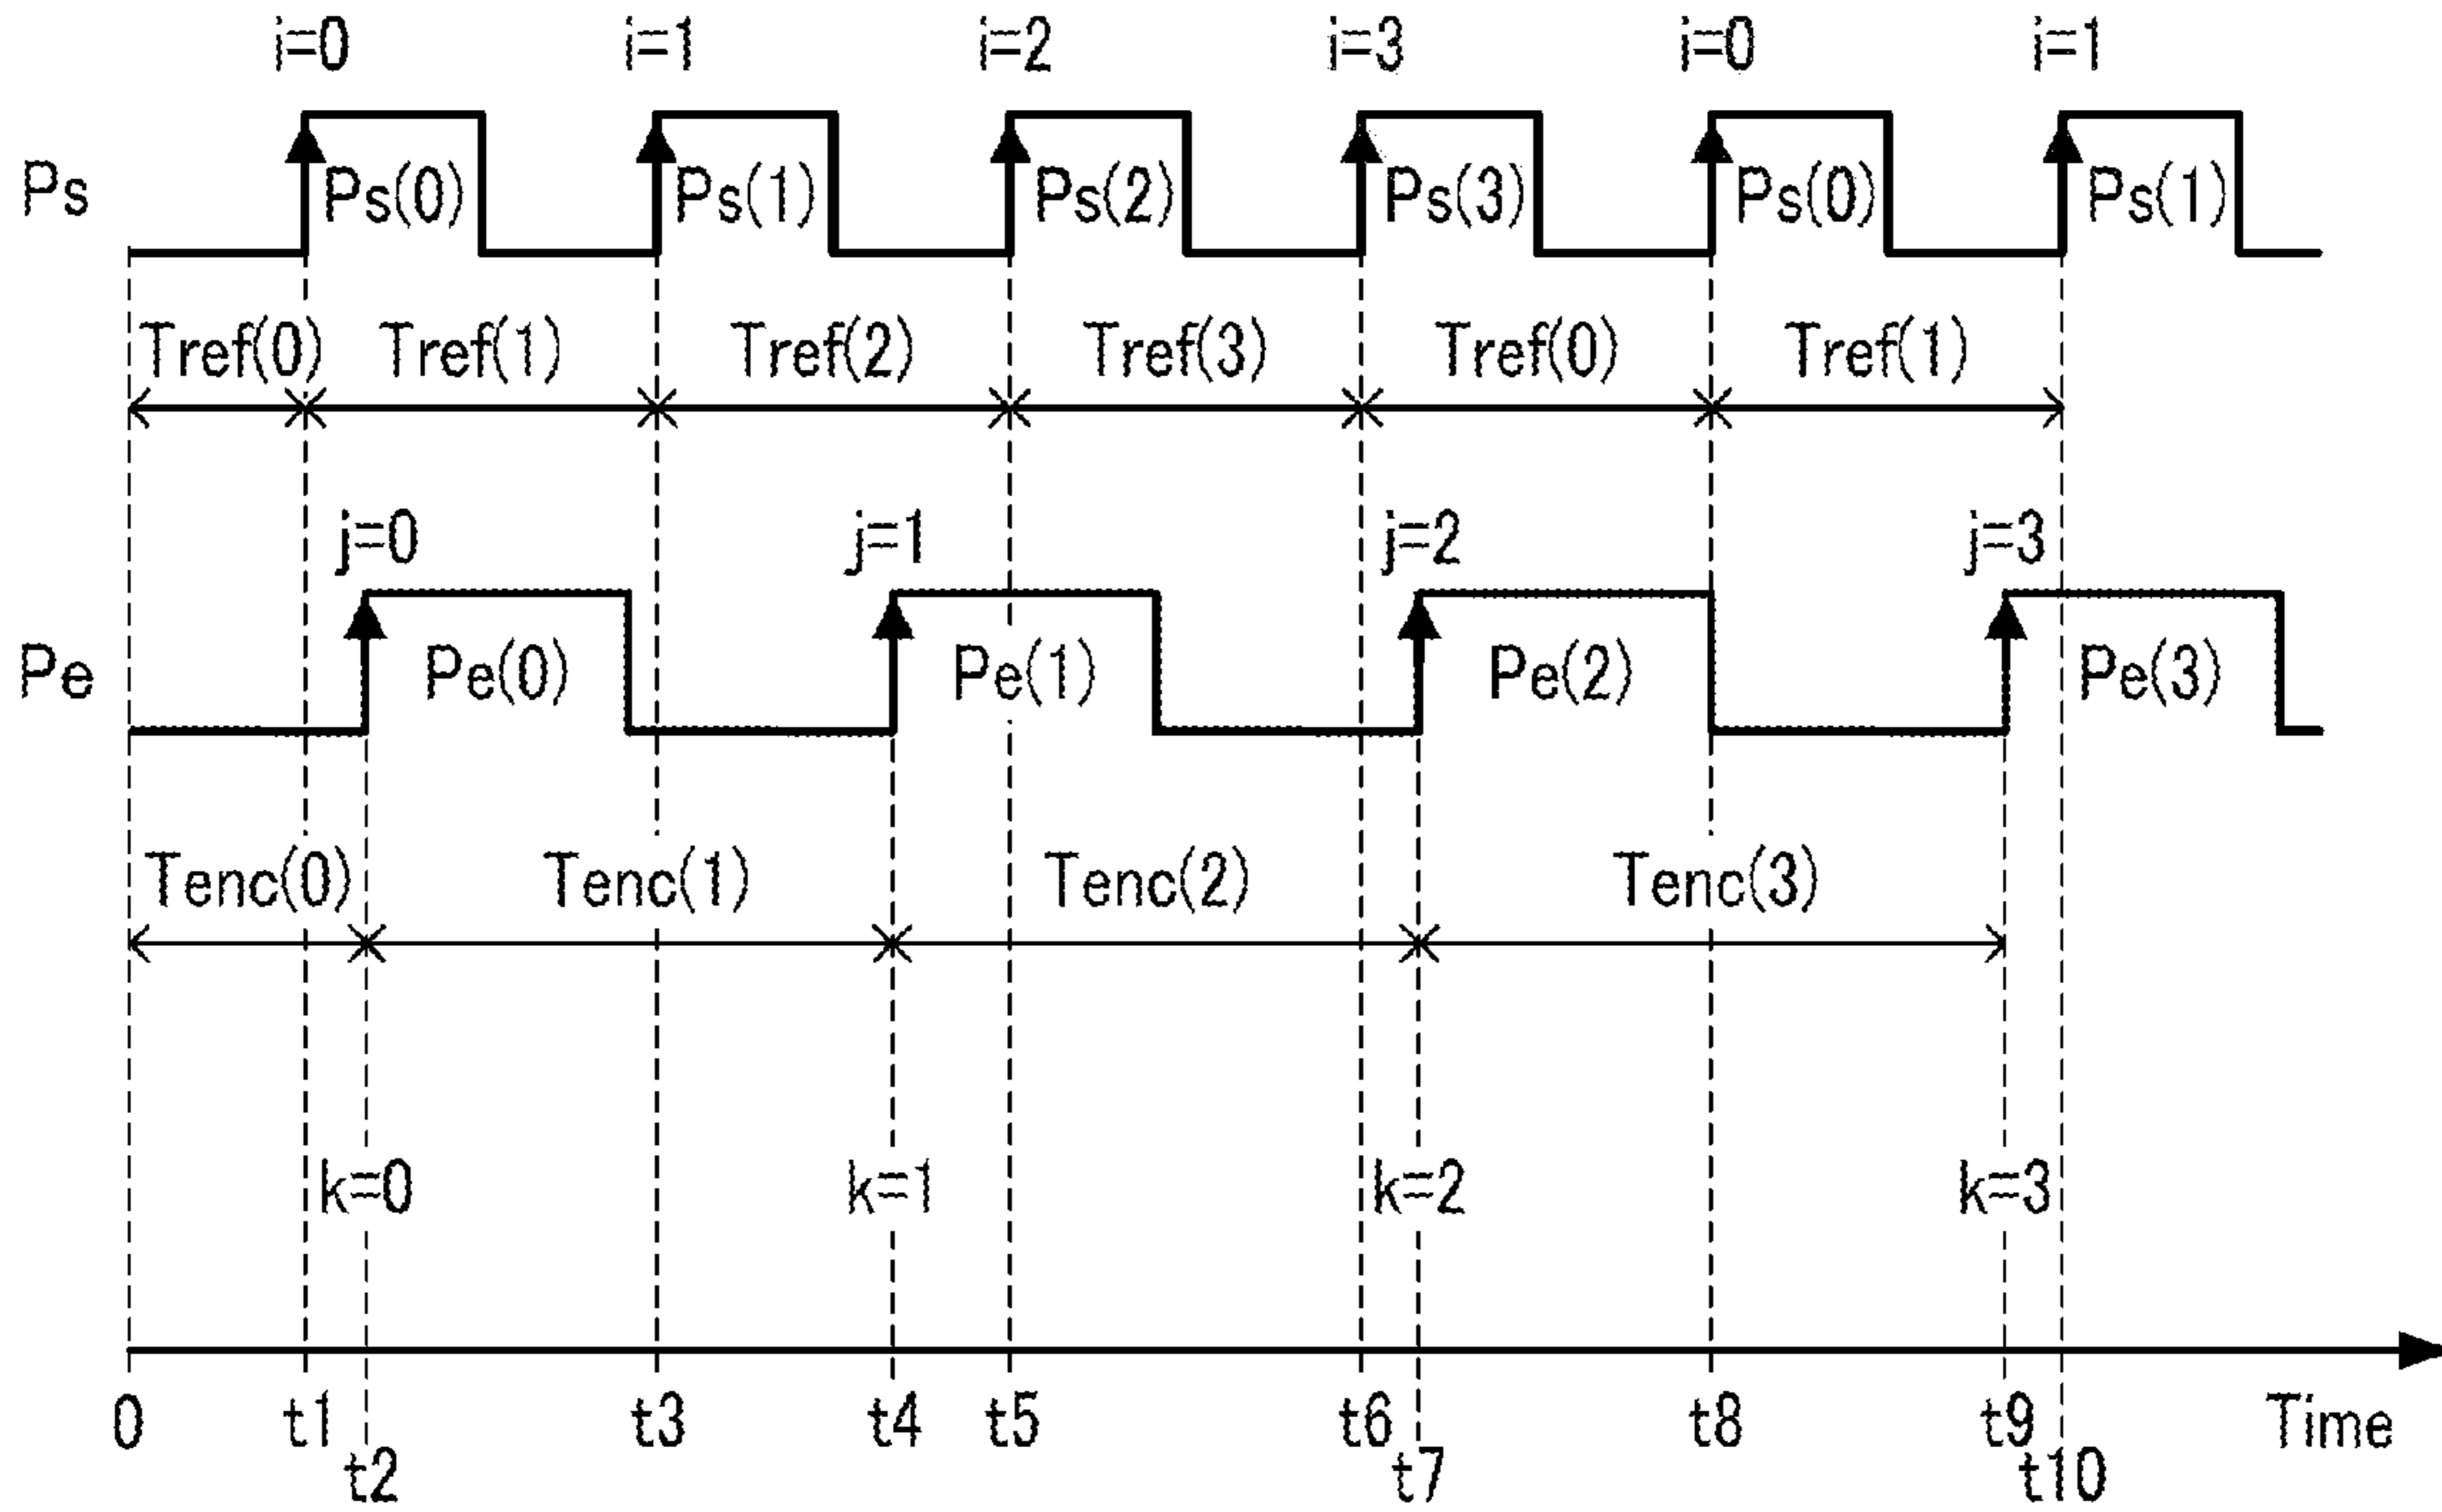 i=0 i=1 i=2 i=3 i=0 i=1
Ps Ps(0) Ps(1) Ps(2) Ps(3) Ps(0) Ps(1)
Tref(0) Tref(1) Tref(2) Tref(3) Tref(0) Tref(1)
j=0 j=1 j=2 j=3
Pe Pe(0) Pe(1) Pe(2) Pe(3)
Tenc(0) Tenc(1) Tenc(2) Tenc(3)
k=0 k=1 k=2 k=3
0 t1 t3 t4 t5 t6 t8 t9 Time
t2 t7 t10